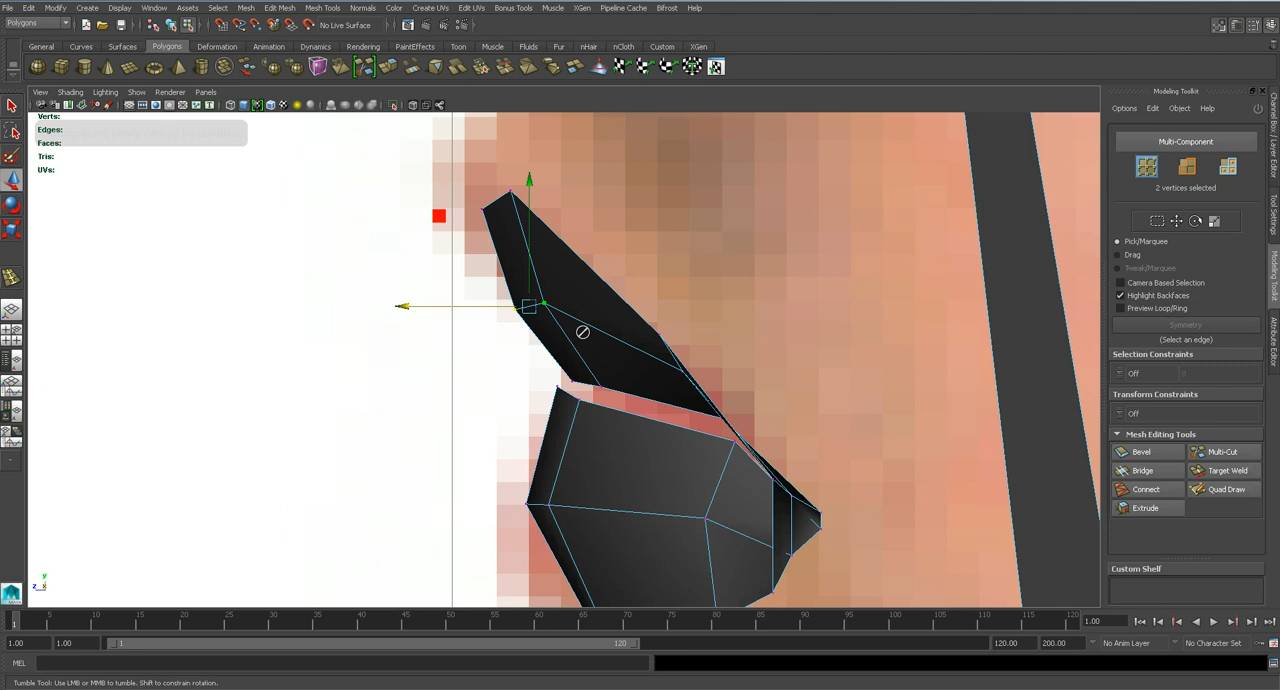 File Edit Modify Create Display Window Assets Select Mesh Edit Mesh Mesh Tools Normals Color Create UVs Edit UVs Bonus Tools Muscle XGen Pipeline Cache Bifrost Help
Polygons No Live Surface
General Curves Surfaces Polygons Deformation Animation Dynamics Rendering PaintEffects Toon Muscle Fluids Fur nHair nCloth Custom XGen
View Shading Lighting Show Renderer Panels
Verts:
Edges:
Faces:
Tris:
UVs:
Modeling Toolkit
Options Edit Object Help
Multi-Component
2 vertices selected
Pick/Marquee
Drag
Tweak/Marquee
Camera Based Selection
Highlight Backfaces
Preview Loop/Ring
Symmetry
(Select an edge)
Selection Constraints
Off
Transform Constraints
Off
Mesh Editing Tools
Bevel Multi-Cut
Bridge Target Weld
Connect Quad Draw
Extrude
Custom Shelf
Channel Box / Layer Editor
Tool Settings
Modeling Toolkit
Attribute Editor
y
z x
5 10 15 20 25 30 35 40 45 50 55 60 65 70 75 80 85 90 95 100 105 110 115 120
1 1.00
1.00 1.00 1 120 120.00 200.00 No Anim Layer No Character Set
MEL
Tumble Tool: Use LMB or MMB to tumble. Shift to constrain rotation.